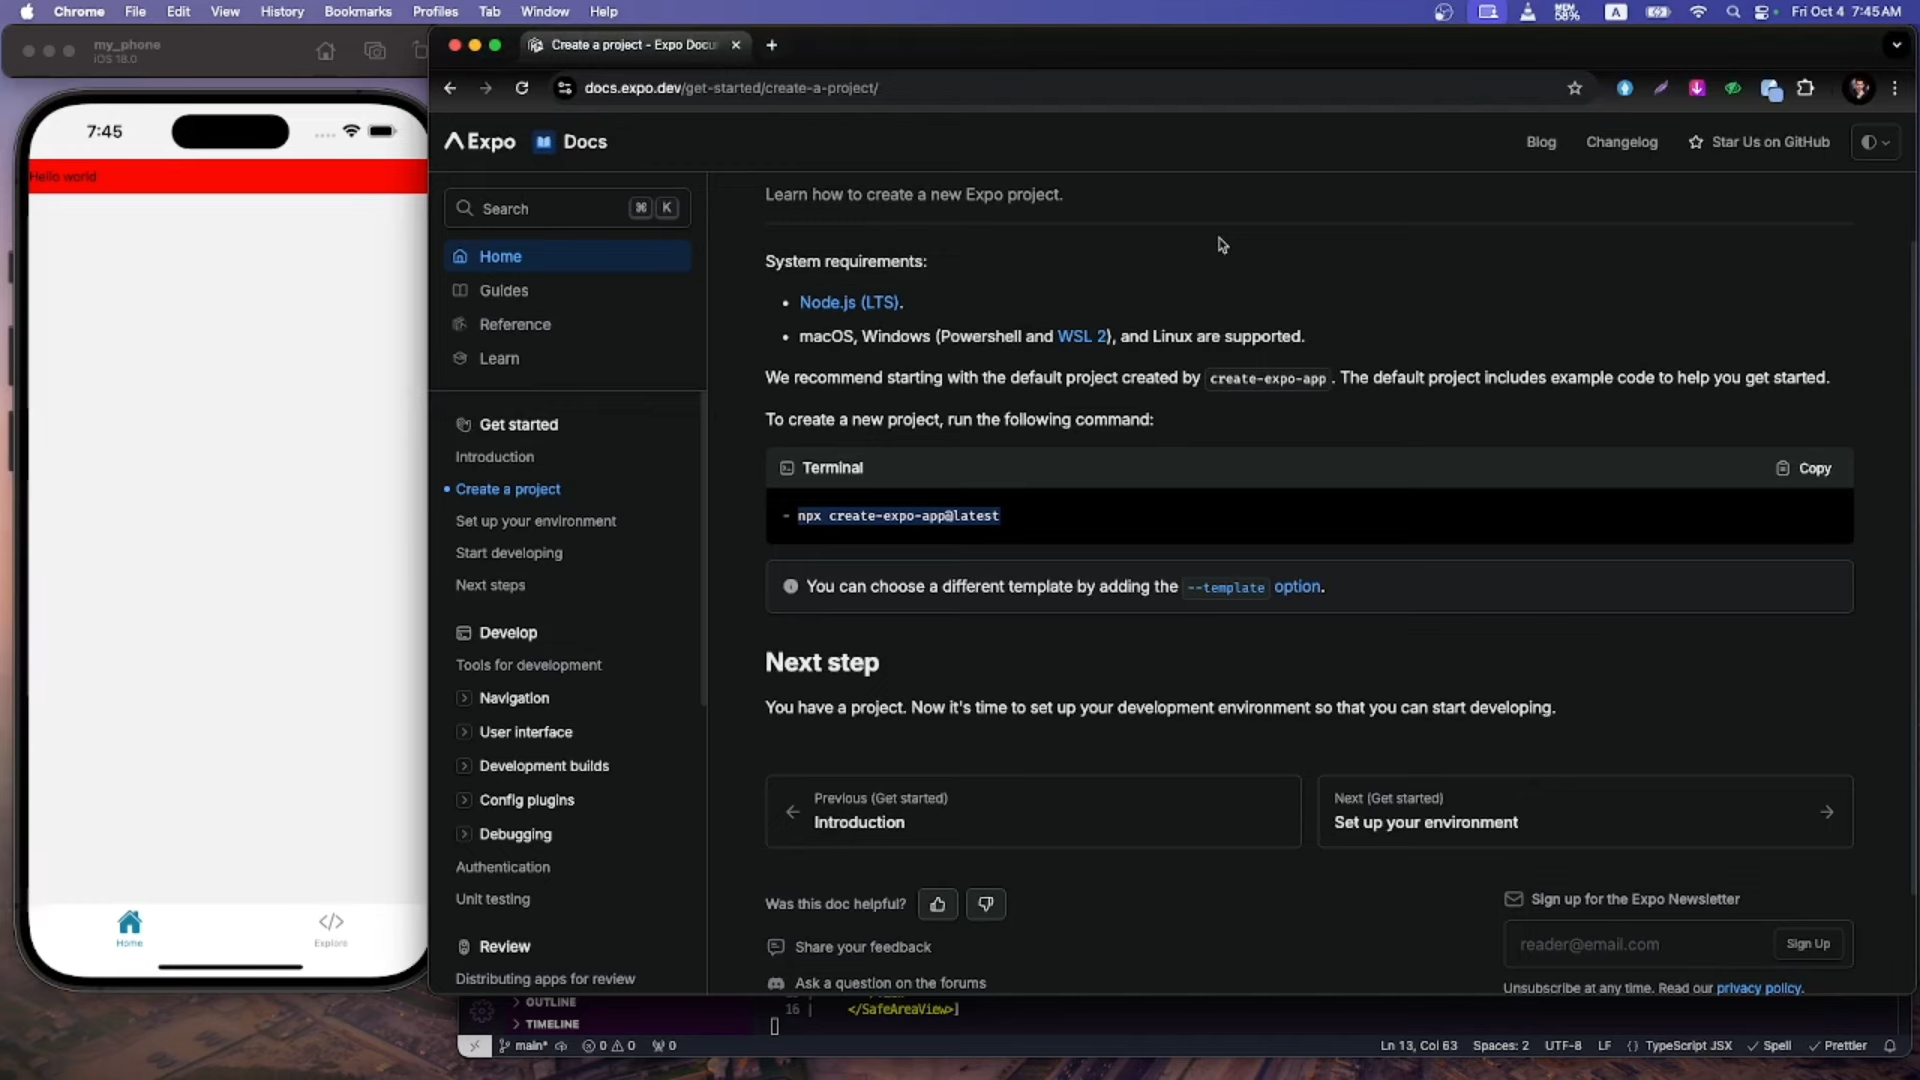 Chrome File Edit View History Bookmarks Profiles Tab Window Help
MEM 58% A Fri Oct 4 7:45 AM
my_phone
iOS 18.0
7:45
Hello world
Home
Explore
Create a project - Expo Docu
docs.expo.dev/get-started/create-a-project/
Expo Docs
Blog Changelog Star Us on GitHub
Search ⌘ K
Home
Guides
Reference
Learn
Get started
Introduction
Create a project
Set up your environment
Start developing
Next steps
Develop
Tools for development
Navigation
User interface
Development builds
Config plugins
Debugging
Authentication
Unit testing
Review
Distributing apps for review
Learn how to create a new Expo project.
System requirements:
• Node.js (LTS).
• macOS, Windows (Powershell and WSL 2), and Linux are supported.
We recommend starting with the default project created by create-expo-app. The default project includes example code to help you get started.
To create a new project, run the following command:
Terminal Copy
- npx create-expo-app@latest
You can choose a different template by adding the --template option.
Next step
You have a project. Now it's time to set up your development environment so that you can start developing.
Previous (Get started)
Introduction
Next (Get started)
Set up your environment
Was this doc helpful?
Share your feedback
Ask a question on the forums
Sign up for the Expo Newsletter
reader@email.com Sign Up
Unsubscribe at any time. Read our privacy policy.
OUTLINE
TIMELINE
16 | </SafeAreaView>]
main* 0 0 0
Ln 13, Col 63 Spaces: 2 UTF-8 LF {} TypeScript JSX Spell Prettier